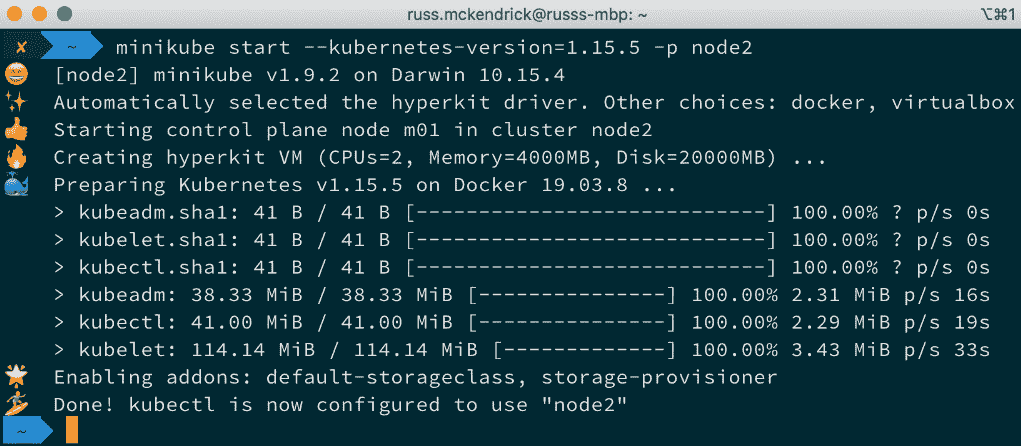 russ.mckendrick@russs-mbp: ~ ⌥⌘1
✘ ~ minikube start --kubernetes-version=1.15.5 -p node2
[node2] minikube v1.9.2 on Darwin 10.15.4
Automatically selected the hyperkit driver. Other choices: docker, virtualbox
Starting control plane node m01 in cluster node2
Creating hyperkit VM (CPUs=2, Memory=4000MB, Disk=20000MB) ...
Preparing Kubernetes v1.15.5 on Docker 19.03.8 ...
> kubeadm.sha1: 41 B / 41 B [-----------------------------] 100.00% ? p/s 0s
> kubelet.sha1: 41 B / 41 B [-----------------------------] 100.00% ? p/s 0s
> kubectl.sha1: 41 B / 41 B [-----------------------------] 100.00% ? p/s 0s
> kubeadm: 38.33 MiB / 38.33 MiB [---------------] 100.00% 2.31 MiB p/s 16s
> kubectl: 41.00 MiB / 41.00 MiB [---------------] 100.00% 2.29 MiB p/s 19s
> kubelet: 114.14 MiB / 114.14 MiB [-------------] 100.00% 3.43 MiB p/s 33s
Enabling addons: default-storageclass, storage-provisioner
Done! kubectl is now configured to use "node2"
~